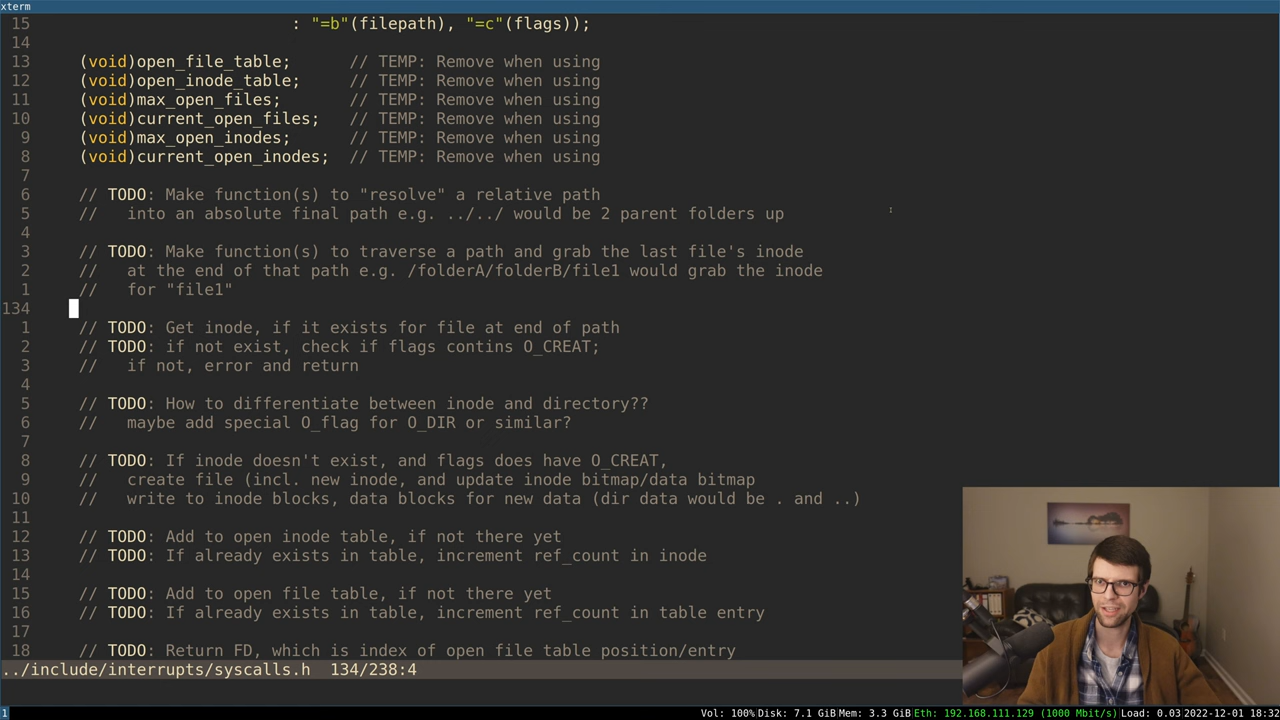 xterm
15 : "=b"(filepath), "=c"(flags));
14
13 (void)open_file_table; // TEMP: Remove when using
12 (void)open_inode_table; // TEMP: Remove when using
11 (void)max_open_files; // TEMP: Remove when using
10 (void)current_open_files; // TEMP: Remove when using
9 (void)max_open_inodes; // TEMP: Remove when using
8 (void)current_open_inodes; // TEMP: Remove when using
7
6 // TODO: Make function(s) to "resolve" a relative path
5 // into an absolute final path e.g. ../../ would be 2 parent folders up
4
3 // TODO: Make function(s) to traverse a path and grab the last file's inode
2 // at the end of that path e.g. /folderA/folderB/file1 would grab the inode
1 // for "file1"
134
1 // TODO: Get inode, if it exists for file at end of path
2 // TODO: if not exist, check if flags contins O_CREAT;
3 // if not, error and return
4
5 // TODO: How to differentiate between inode and directory??
6 // maybe add special O_flag for O_DIR or similar?
7
8 // TODO: If inode doesn't exist, and flags does have O_CREAT,
9 // create file (incl. new inode, and update inode bitmap/data bitmap
10 // write to inode blocks, data blocks for new data (dir data would be . and ..)
11
12 // TODO: Add to open inode table, if not there yet
13 // TODO: If already exists in table, increment ref_count in inode
14
15 // TODO: Add to open file table, if not there yet
16 // TODO: If already exists in table, increment ref_count in table entry
17
18 // TODO: Return FD, which is index of open file table position/entry
../include/interrupts/syscalls.h 134/238:4
1 Vol: 100% Disk: 7.1 GiB Mem: 3.3 GiB Eth: 192.168.111.129 (1000 Mbit/s) Load: 0.03 2022-12-01 18:32